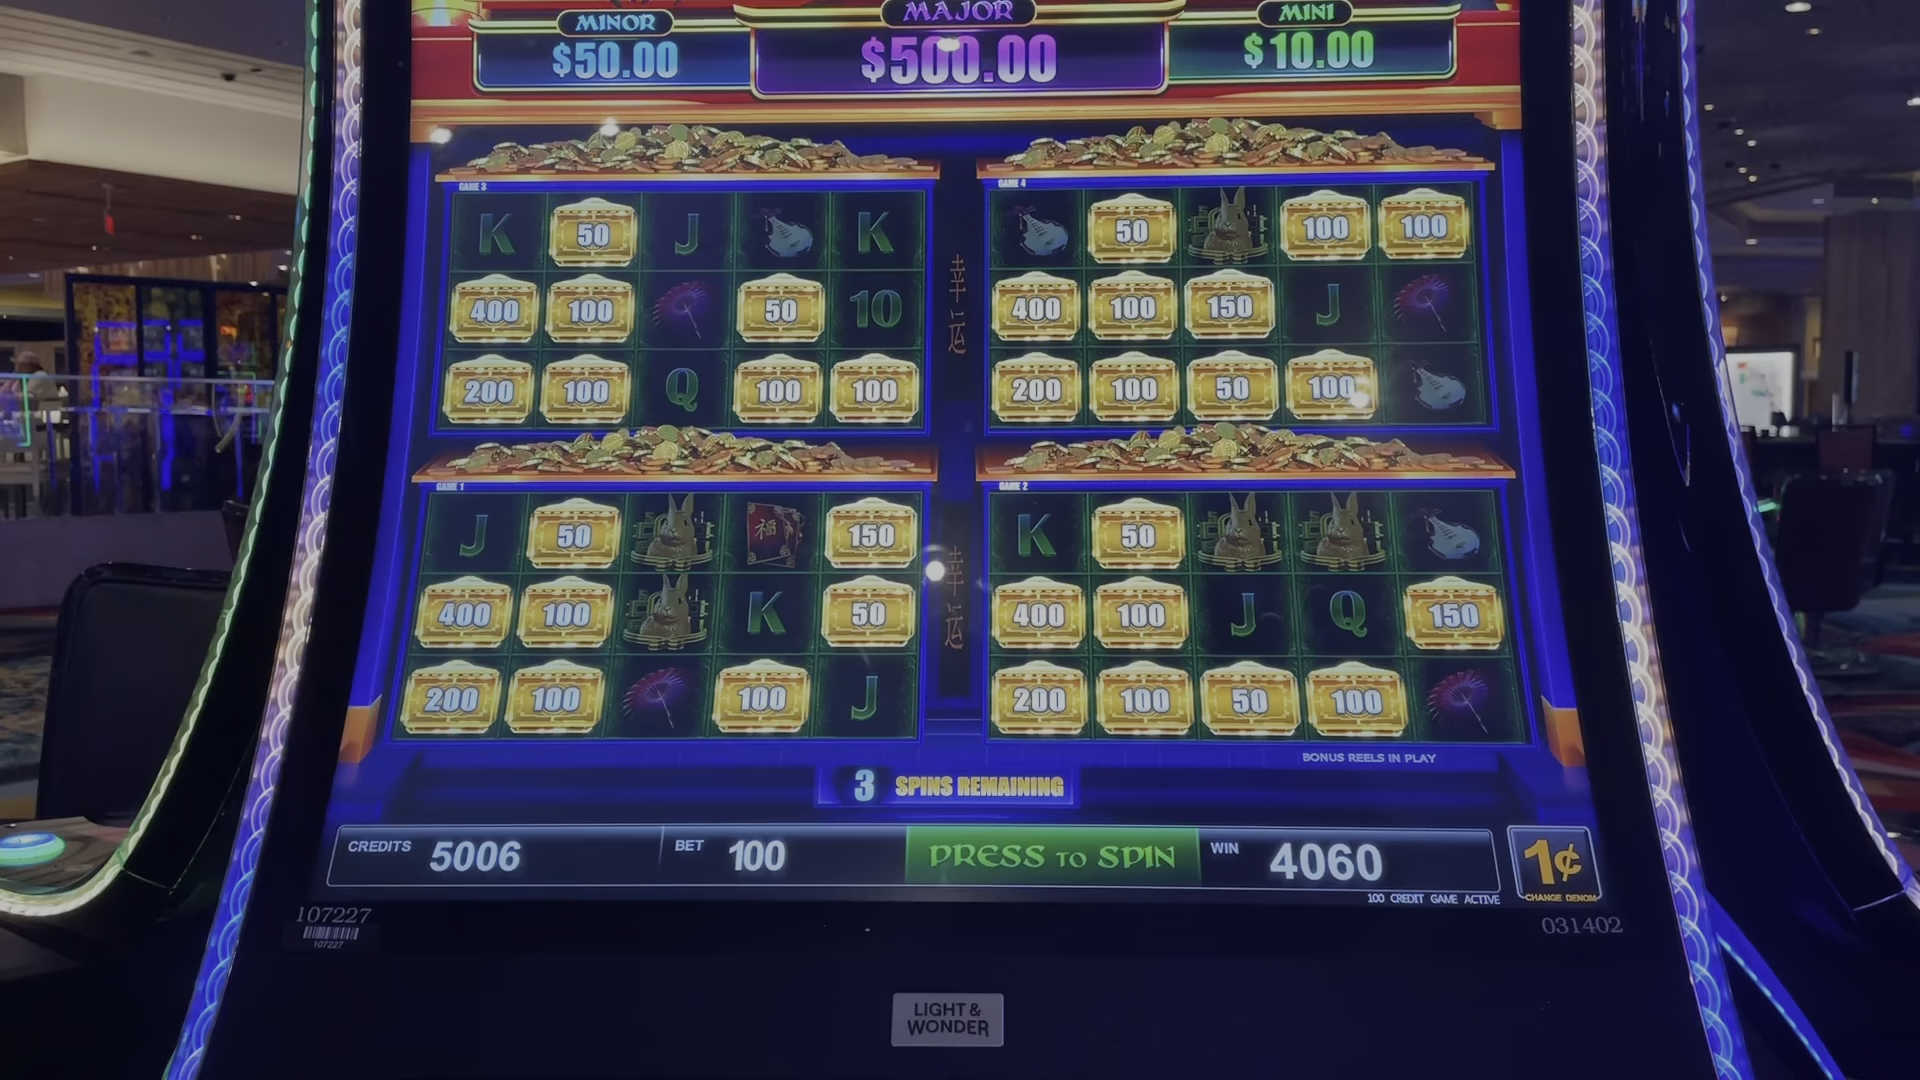 MINOR
$50.00
MAJOR
$500.00
MINI
$10.00
GAME 3
K 50 J K
400 100 50 10
200 100 Q 100 100
GAME 4
50 100 100
400 100 150 J
200 100 50 100
幸运
GAME 1
J 50 福 150
400 100 K 50
200 100 100 J
GAME 2
K 50
400 100 J Q 150
200 100 50 100
幸运
BONUS REELS IN PLAY
3 SPINS REMAINING
CREDITS 5006 BET 100 PRESS TO SPIN WIN 4060 1¢
100 CREDIT GAME ACTIVE CHANGE DENOM
107227
107227
031402
LIGHT &
WONDER